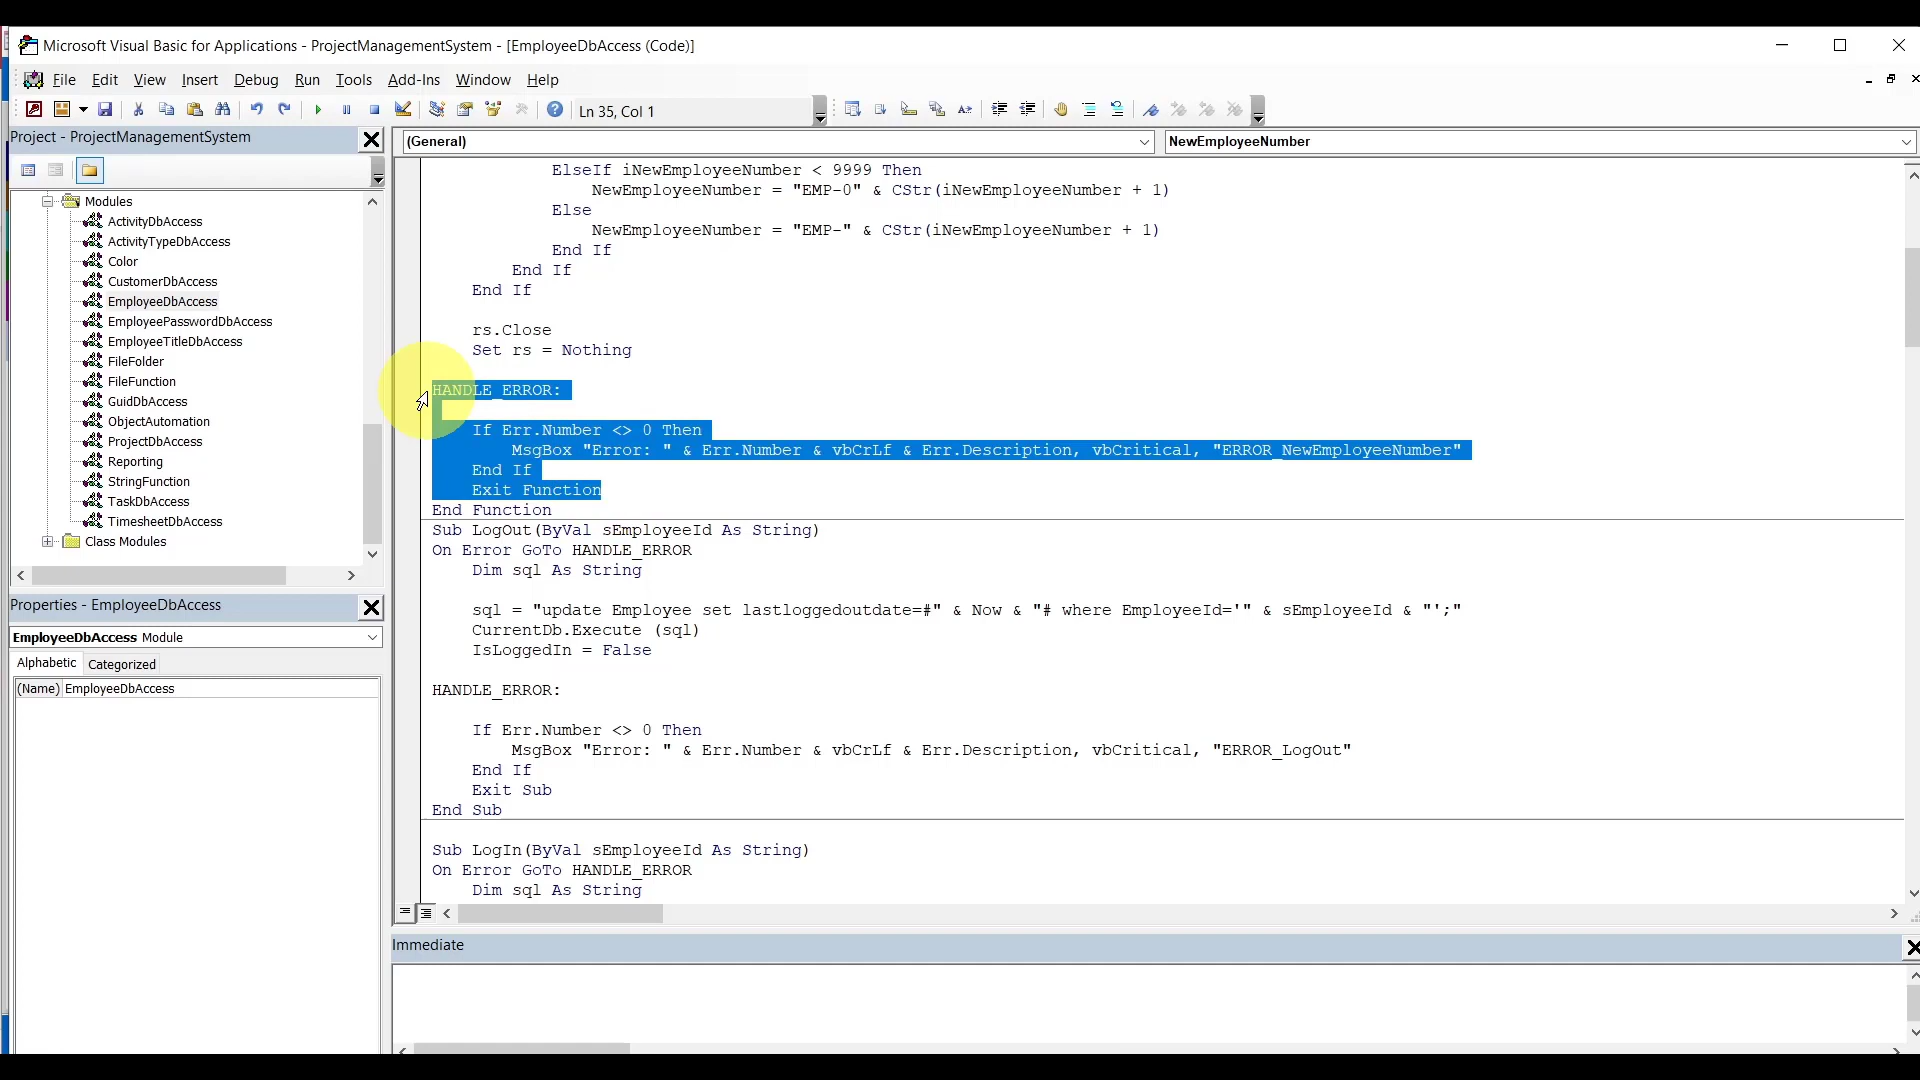 Microsoft Visual Basic for Applications - ProjectManagementSystem - [EmployeeDbAccess (Code)]
File Edit View Insert Debug Run Tools Add-Ins Window Help
Ln 35, Col 1
Project - ProjectManagementSystem
Modules
ActivityDbAccess
ActivityTypeDbAccess
Color
CustomerDbAccess
EmployeeDbAccess
EmployeePasswordDbAccess
EmployeeTitleDbAccess
FileFolder
FileFunction
GuidDbAccess
ObjectAutomation
ProjectDbAccess
Reporting
StringFunction
TaskDbAccess
TimesheetDbAccess
Class Modules
Properties - EmployeeDbAccess
EmployeeDbAccess Module
Alphabetic Categorized
(Name) EmployeeDbAccess
(General) NewEmployeeNumber
ElseIf iNewEmployeeNumber < 9999 Then
NewEmployeeNumber = "EMP-0" & CStr(iNewEmployeeNumber + 1)
Else
NewEmployeeNumber = "EMP-" & CStr(iNewEmployeeNumber + 1)
End If
End If
End If
rs.Close
Set rs = Nothing
HANDLE_ERROR:
If Err.Number <> 0 Then
MsgBox "Error: " & Err.Number & vbCrLf & Err.Description, vbCritical, "ERROR_NewEmployeeNumber"
End If
Exit Function
End Function
Sub LogOut(ByVal sEmployeeId As String)
On Error GoTo HANDLE_ERROR
Dim sql As String
sql = "update Employee set lastloggedoutdate=#" & Now & "# where EmployeeId='" & sEmployeeId & "';"
CurrentDb.Execute (sql)
IsLoggedIn = False
HANDLE_ERROR:
If Err.Number <> 0 Then
MsgBox "Error: " & Err.Number & vbCrLf & Err.Description, vbCritical, "ERROR_LogOut"
End If
Exit Sub
End Sub
Sub LogIn(ByVal sEmployeeId As String)
On Error GoTo HANDLE_ERROR
Dim sql As String
Immediate